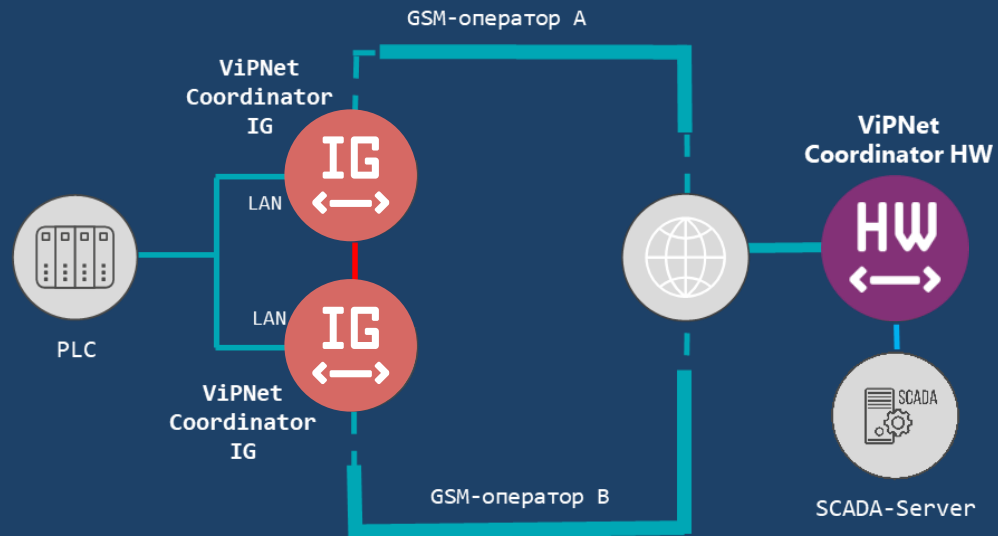 GSM-оператор A
ViPNet
Coordinator
IG
IG
LAN
ViPNet
Coordinator HW
HW
PLC
LAN
IG
ViPNet
Coordinator
IG
SCADA
GSM-оператор B
SCADA-Server